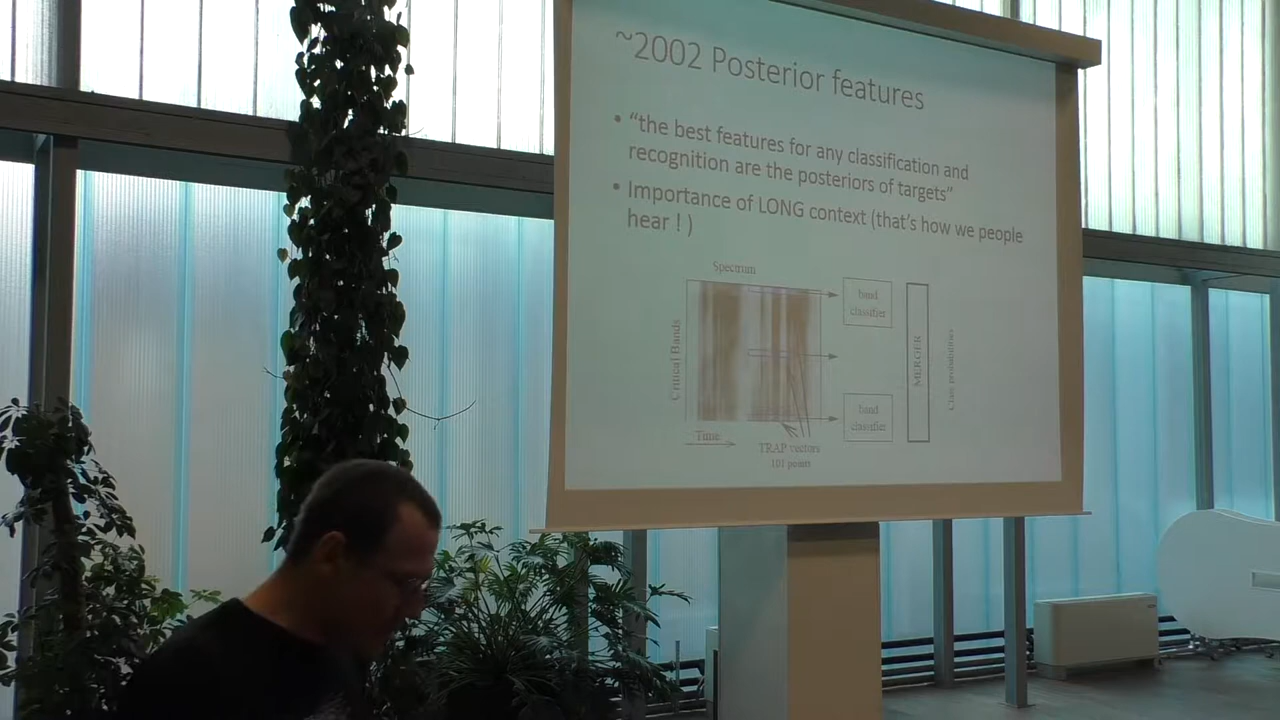 ~2002 Posterior features
• “the best features for any classification and
recognition are the posteriors of targets”
• Importance of LONG context (that’s how we people
hear ! )
Spectrum
Critical Bands
band
classifier
band
classifier
MERGER
Class probabilities
Time
TRAP vectors
101 points